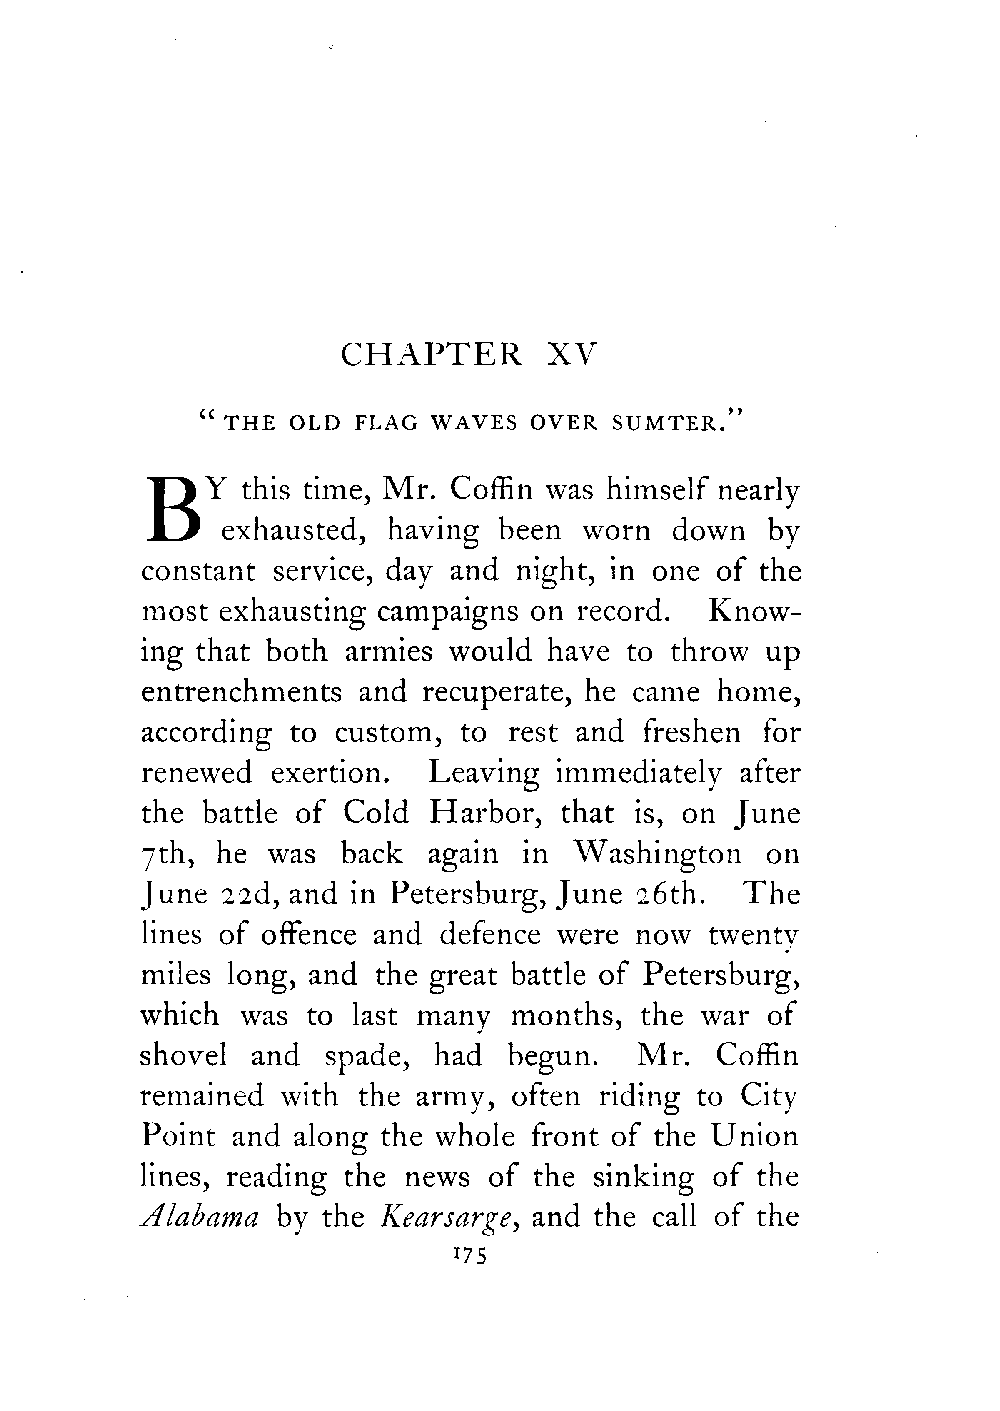 CHAPTER XV
“THE OLD FLAG WAVES OVER SUMTER.”
BY this time, Mr. Coffin was himself nearly
exhausted, having been worn down by
constant service, day and night, in one of the
most exhausting campaigns on record. Know-
ing that both armies would have to throw up
entrenchments and recuperate, he came home,
according to custom, to rest and freshen for
renewed exertion. Leaving immediately after
the battle of Cold Harbor, that is, on June
7th, he was back again in Washington on
June 22d, and in Petersburg, June 26th. The
lines of offence and defence were now twenty
miles long, and the great battle of Petersburg,
which was to last many months, the war of
shovel and spade, had begun. Mr. Coffin
remained with the army, often riding to City
Point and along the whole front of the Union
lines, reading the news of the sinking of the
Alabama by the Kearsarge, and the call of the
175